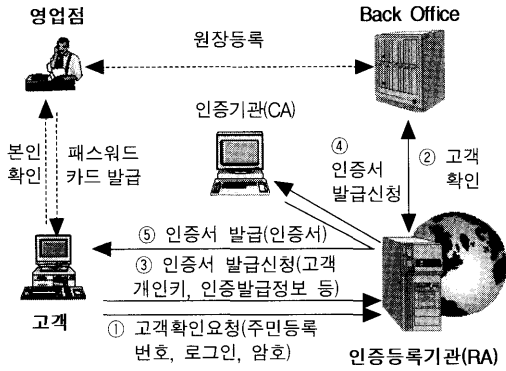 영업점
Back Office
원장등록
인증기관(CA)
본인
확인
패스워드
카드 발급
④
인증서
발급신청
② 고객
확인
⑤ 인증서 발급(인증서)
③ 인증서 발급신청(고객
개인키, 인증발급정보 등)
고객
① 고객확인요청(주민등록
번호, 로그인, 암호)
인증등록기관(RA)